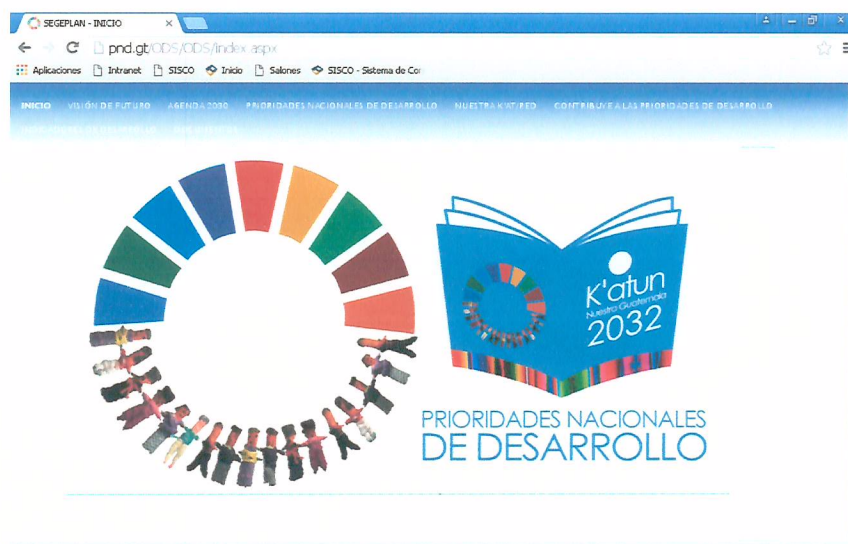 SEGEPLAN - INICIO
pnd.gt/ODS/ODS/index.aspx
Aplicaciones Intranet SISCO Inicio Salones SISCO - Sistema de Cor
INICIO VISIÓN DE FUTURO AGENDA 2030 PRIORIDADES NACIONALES DE DESARROLLO NUESTRA K'ATIRED CONTRIBUYE A LAS PRIORIDADES DE DESARROLLO
K'atun
Nuestra Guatemala
2032
PRIORIDADES NACIONALES
DE DESARROLLO